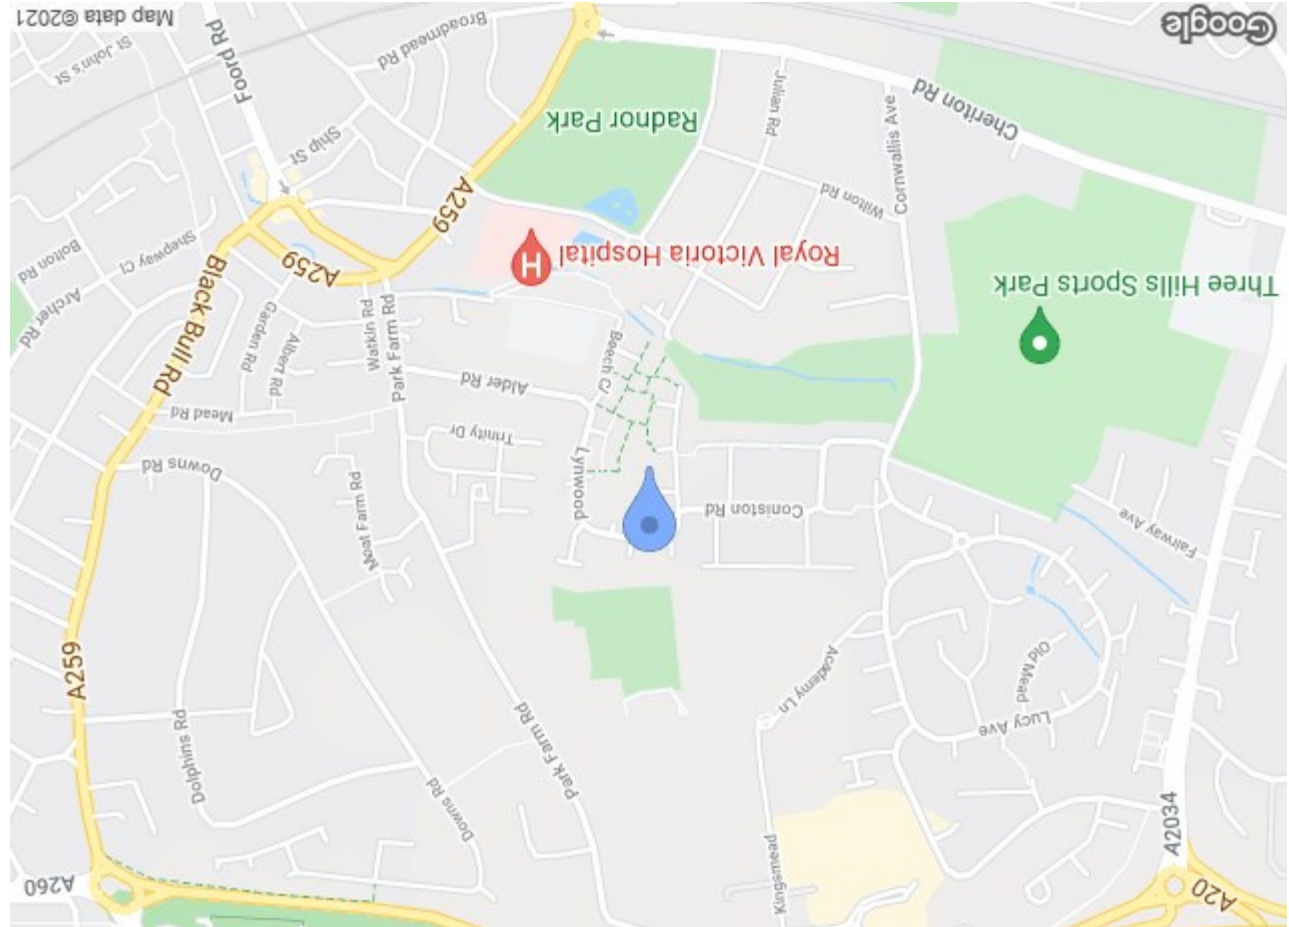 A20
A2034
Kingsmead
A260
Downs Rd
Park Farm Rd
Dolphins Rd
Lucy Ave
Old Mead
Academy Ln
A259
Fairway Ave
Coniston Rd
Lynwood
Moat Farm Rd
Downs Rd
Trinity Dr
Mead Rd
Alder Rd
Beech Cl
Park Farm Rd
Watkin Rd
Albert Rd
Garden Rd
Black Bull Rd
Archer Rd
Three Hills Sports Park
Royal Victoria Hospital
H
A259
A259
Shepway Cl
Bolton Rd
Wilton Rd
Cornwallis Ave
Ship St
Radnor Park
Julian Rd
Cheriton Rd
Foord Rd
St John's St
Broadmead Rd
Google
Map data ©2021